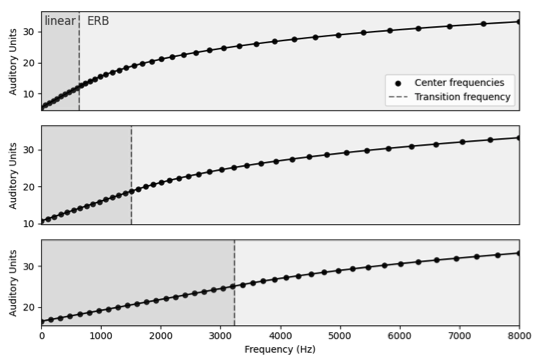 linear ERB
Auditory Units
30
20
10
Center frequencies
Transition frequency
Auditory Units
30
20
10
Auditory Units
30
20
0 1000 2000 3000 4000 5000 6000 7000 8000
Frequency (Hz)